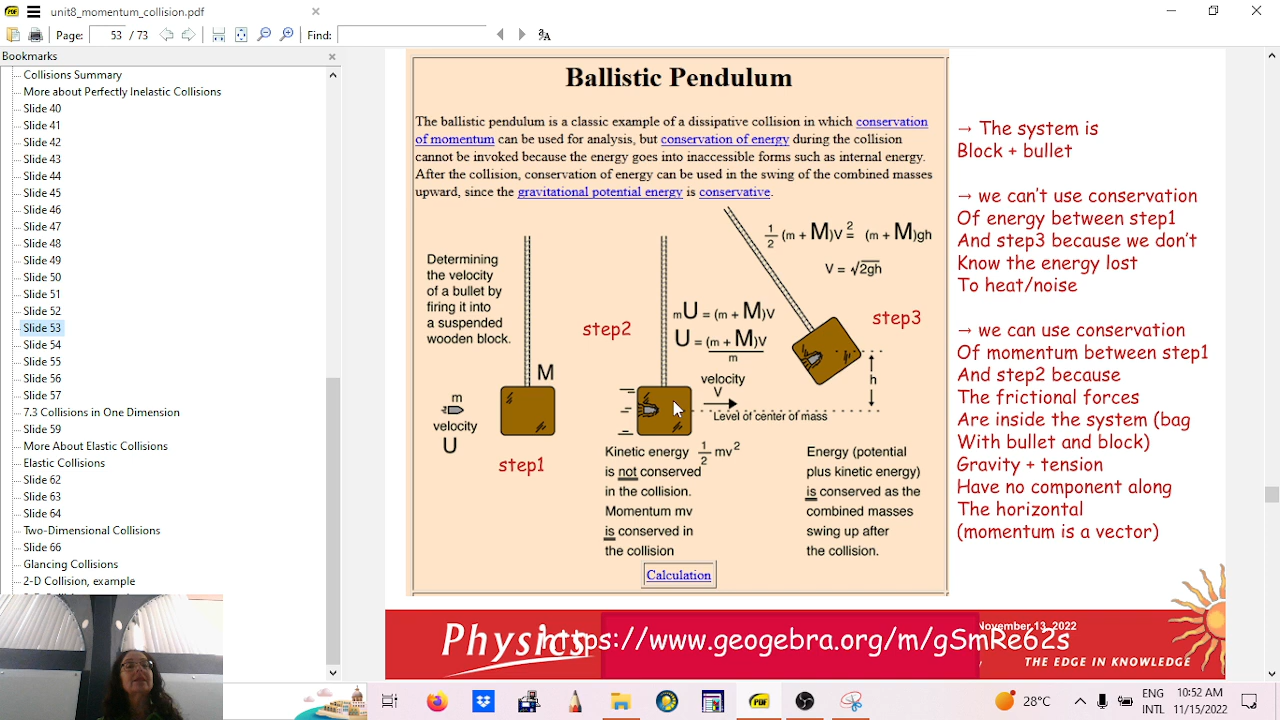 unit8_momentum_collision.pdf
Page: 53 / 73 Find:
Bookmarks
Collisions Summary
More about Perfectly Inelastic Collisions
Slide 40
Slide 41
Slide 42
Slide 43
Slide 44
Slide 45
Slide 46
Slide 47
Slide 48
Slide 49
Slide 50
Slide 51
Slide 52
Slide 53
Slide 54
Slide 55
Slide 56
Slide 57
7.3 Collisions in One Dimension
Slide 59
More About Elastic Collisions
Elastic Collisions
Slide 62
Slide 63
Slide 64
Two-Dimensional Collisions
Slide 66
Glancing Collisions
2-D Collision, example
Ballistic Pendulum
The ballistic pendulum is a classic example of a dissipative collision in which conservation
of momentum can be used for analysis, but conservation of energy during the collision
cannot be invoked because the energy goes into inaccessible forms such as internal energy.
After the collision, conservation of energy can be used in the swing of the combined masses
upward, since the gravitational potential energy is conservative.
Determining
the velocity
of a bullet by
firing it into
a suspended
wooden block.
M
m
velocity
U
step1
step2
mU = (m + M)V
U = (m + M)V
m
velocity
V
Level of center of mass
Kinetic energy 1/2 mv²
is not conserved
in the collision.
Momentum mv
is conserved in
the collision
1/2 (m + M)V² = (m + M)gh
V = √2gh
step3
h
Energy (potential
plus kinetic energy)
is conserved as the
combined masses
swing up after
the collision.
Calculation
→ The system is
Block + bullet
→ we can't use conservation
Of energy between step1
And step3 because we don't
Know the energy lost
To heat/noise
→ we can use conservation
Of momentum between step1
And step2 because
The frictional forces
Are inside the system (bag
With bullet and block)
Gravity + tension
Have no component along
The horizontal
(momentum is a vector)
Physics
https://www.geogebra.org/m/gSmRe62s
November 13, 2022
THE EDGE IN KNOWLEDGE
PDF
28°C
ENG
INTL
10:52 AM
11/15/2022